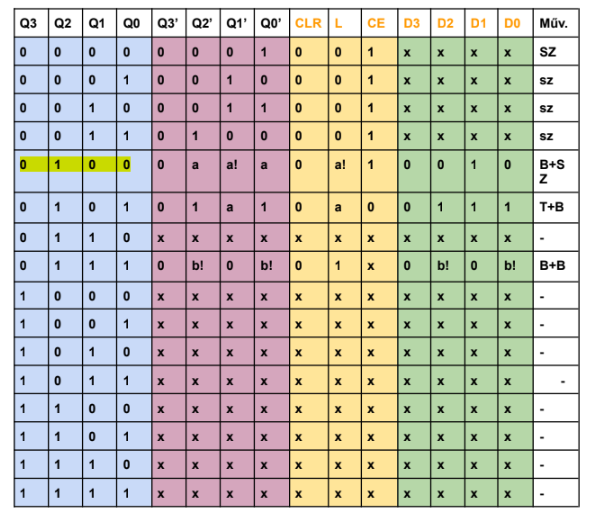 Q3 Q2 Q1 Q0 Q3’ Q2’ Q1’ Q0’ CLR L CE D3 D2 D1 D0 Műv.
0 0 0 0 0 0 0 1 0 0 1 x x x x SZ
0 0 0 1 0 0 1 0 0 0 1 x x x x sz
0 0 1 0 0 0 1 1 0 0 1 x x x x sz
0 0 1 1 0 1 0 0 0 0 1 x x x x sz
0 1 0 0 0 a a! a 0 a! 1 0 0 1 0 B+S
Z
0 1 0 1 0 1 a 1 0 a 0 0 1 1 1 T+B
0 1 1 0 x x x x x x x x x x x -
0 1 1 1 0 b! 0 b! 0 1 x 0 b! 0 b! B+B
1 0 0 0 x x x x x x x x x x x -
1 0 0 1 x x x x x x x x x x x -
1 0 1 0 x x x x x x x x x x x -
1 0 1 1 x x x x x x x x x x x -
1 1 0 0 x x x x x x x x x x x -
1 1 0 1 x x x x x x x x x x x -
1 1 1 0 x x x x x x x x x x x -
1 1 1 1 x x x x x x x x x x x -